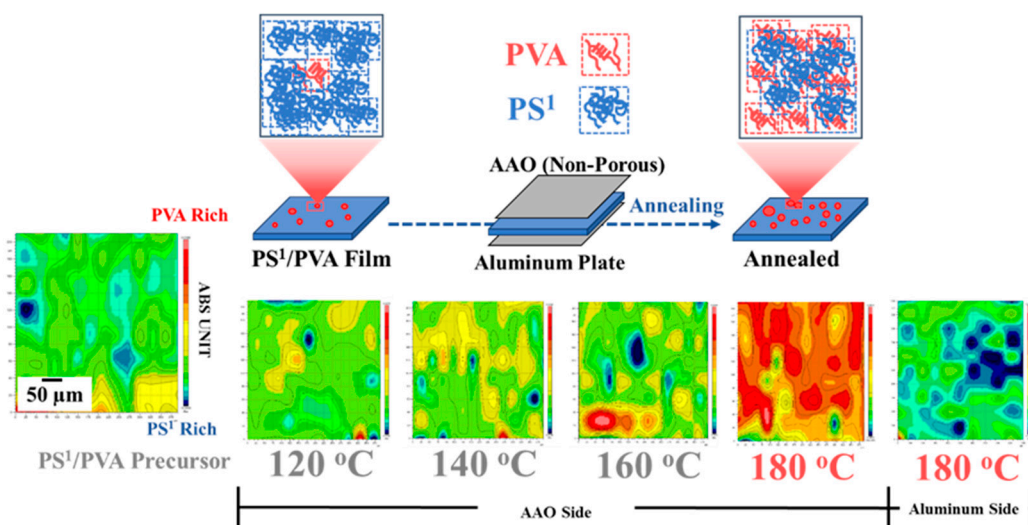 PVA
PS¹
AAO (Non-Porous)
Annealing
PVA Rich
PS¹/PVA Film
Aluminum Plate
Annealed
ABS UNIT
50 µm
PS¹ Rich
PS¹/PVA Precursor
120 °C
140 °C
160 °C
180 °C
180 °C
AAO Side
Aluminum Side